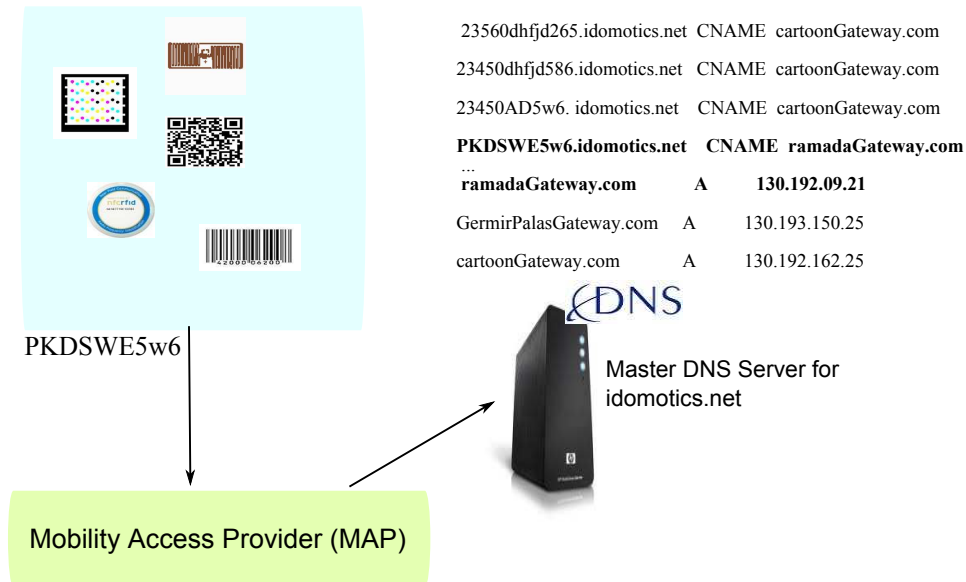 23560dhfjd265.idomotics.net CNAME cartoonGateway.com
23450dhfjd586.idomotics.net CNAME cartoonGateway.com
23450AD5w6. idomotics.net CNAME cartoonGateway.com
PKDSWE5w6.idomotics.net CNAME ramadaGateway.com
...
ramadaGateway.com A 130.192.09.21
GermirPalasGateway.com A 130.193.150.25
cartoonGateway.com A 130.192.162.25
nfcrfid
42000 06200
DNS
PKDSWE5w6
Master DNS Server for
idomotics.net
hp
Mobility Access Provider (MAP)